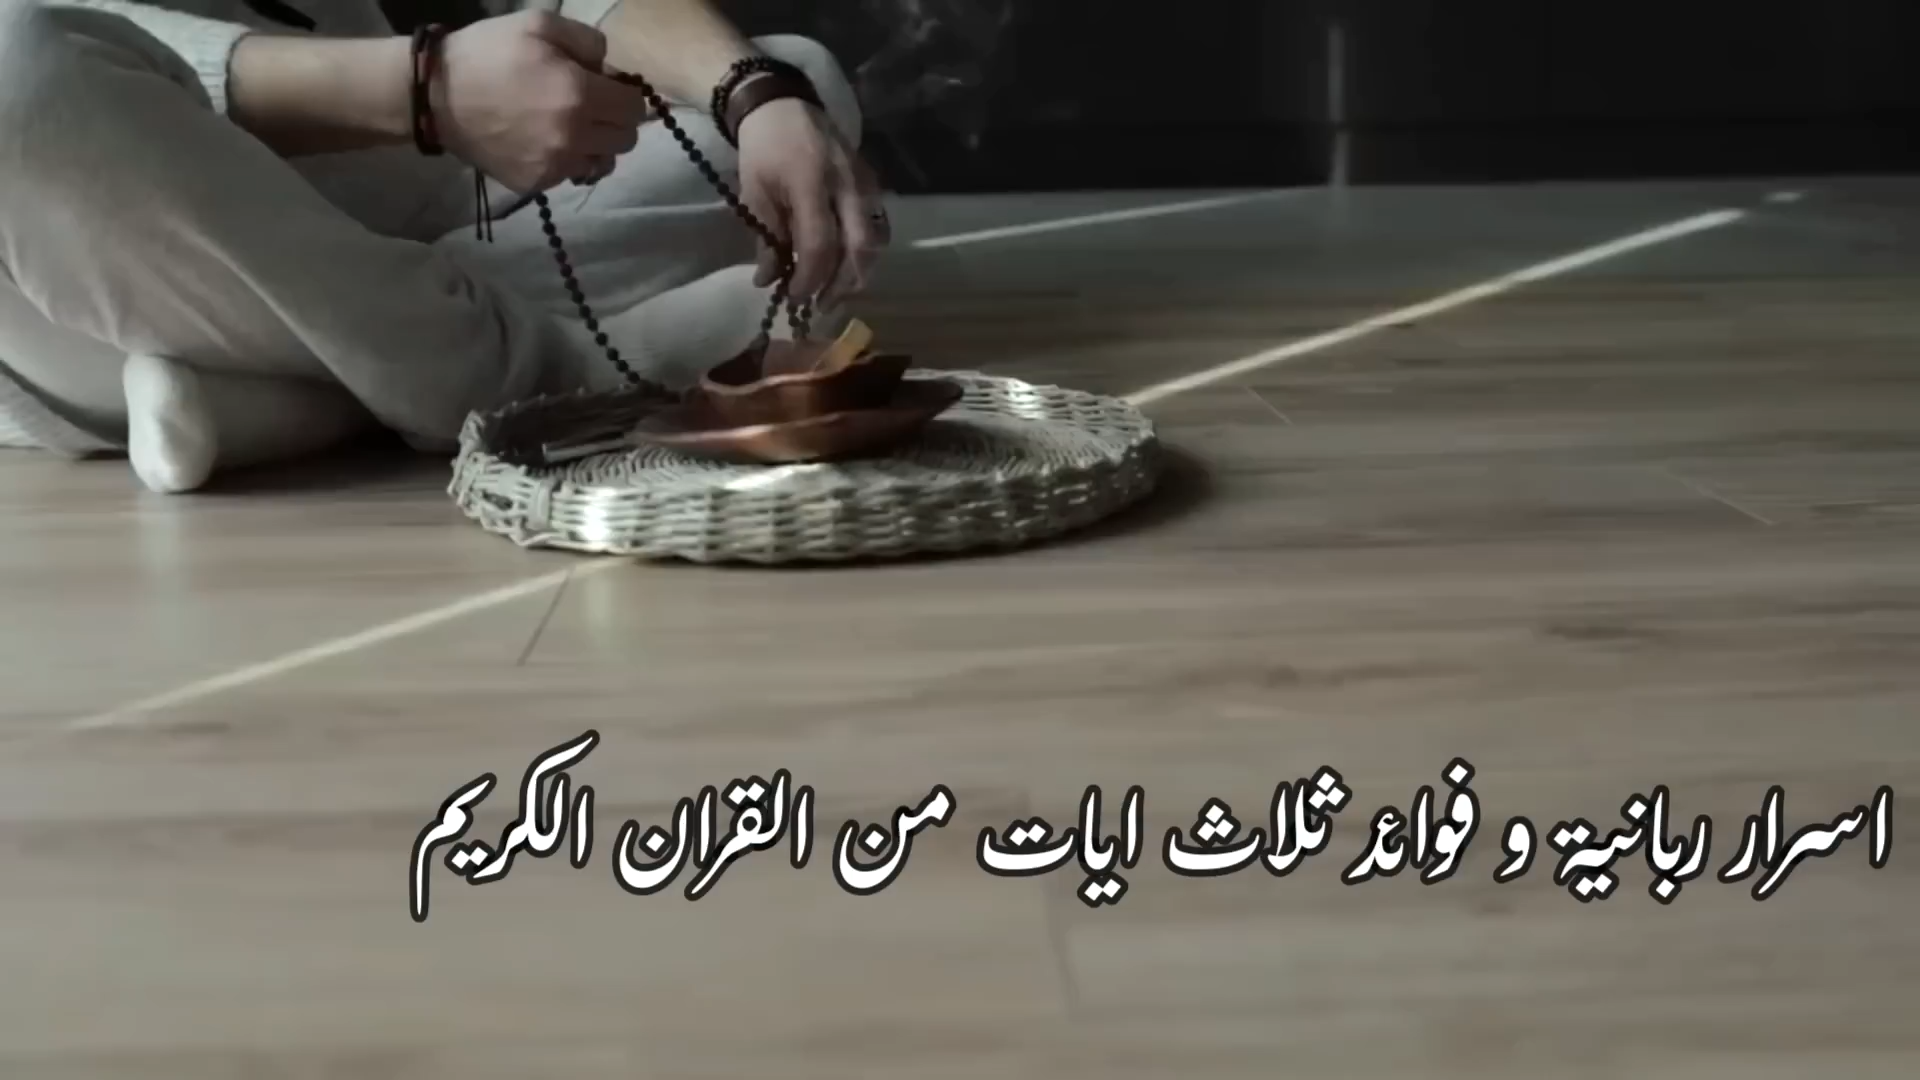 اسرار ربانية و فوائد ثلاث ايات من القران الكريم